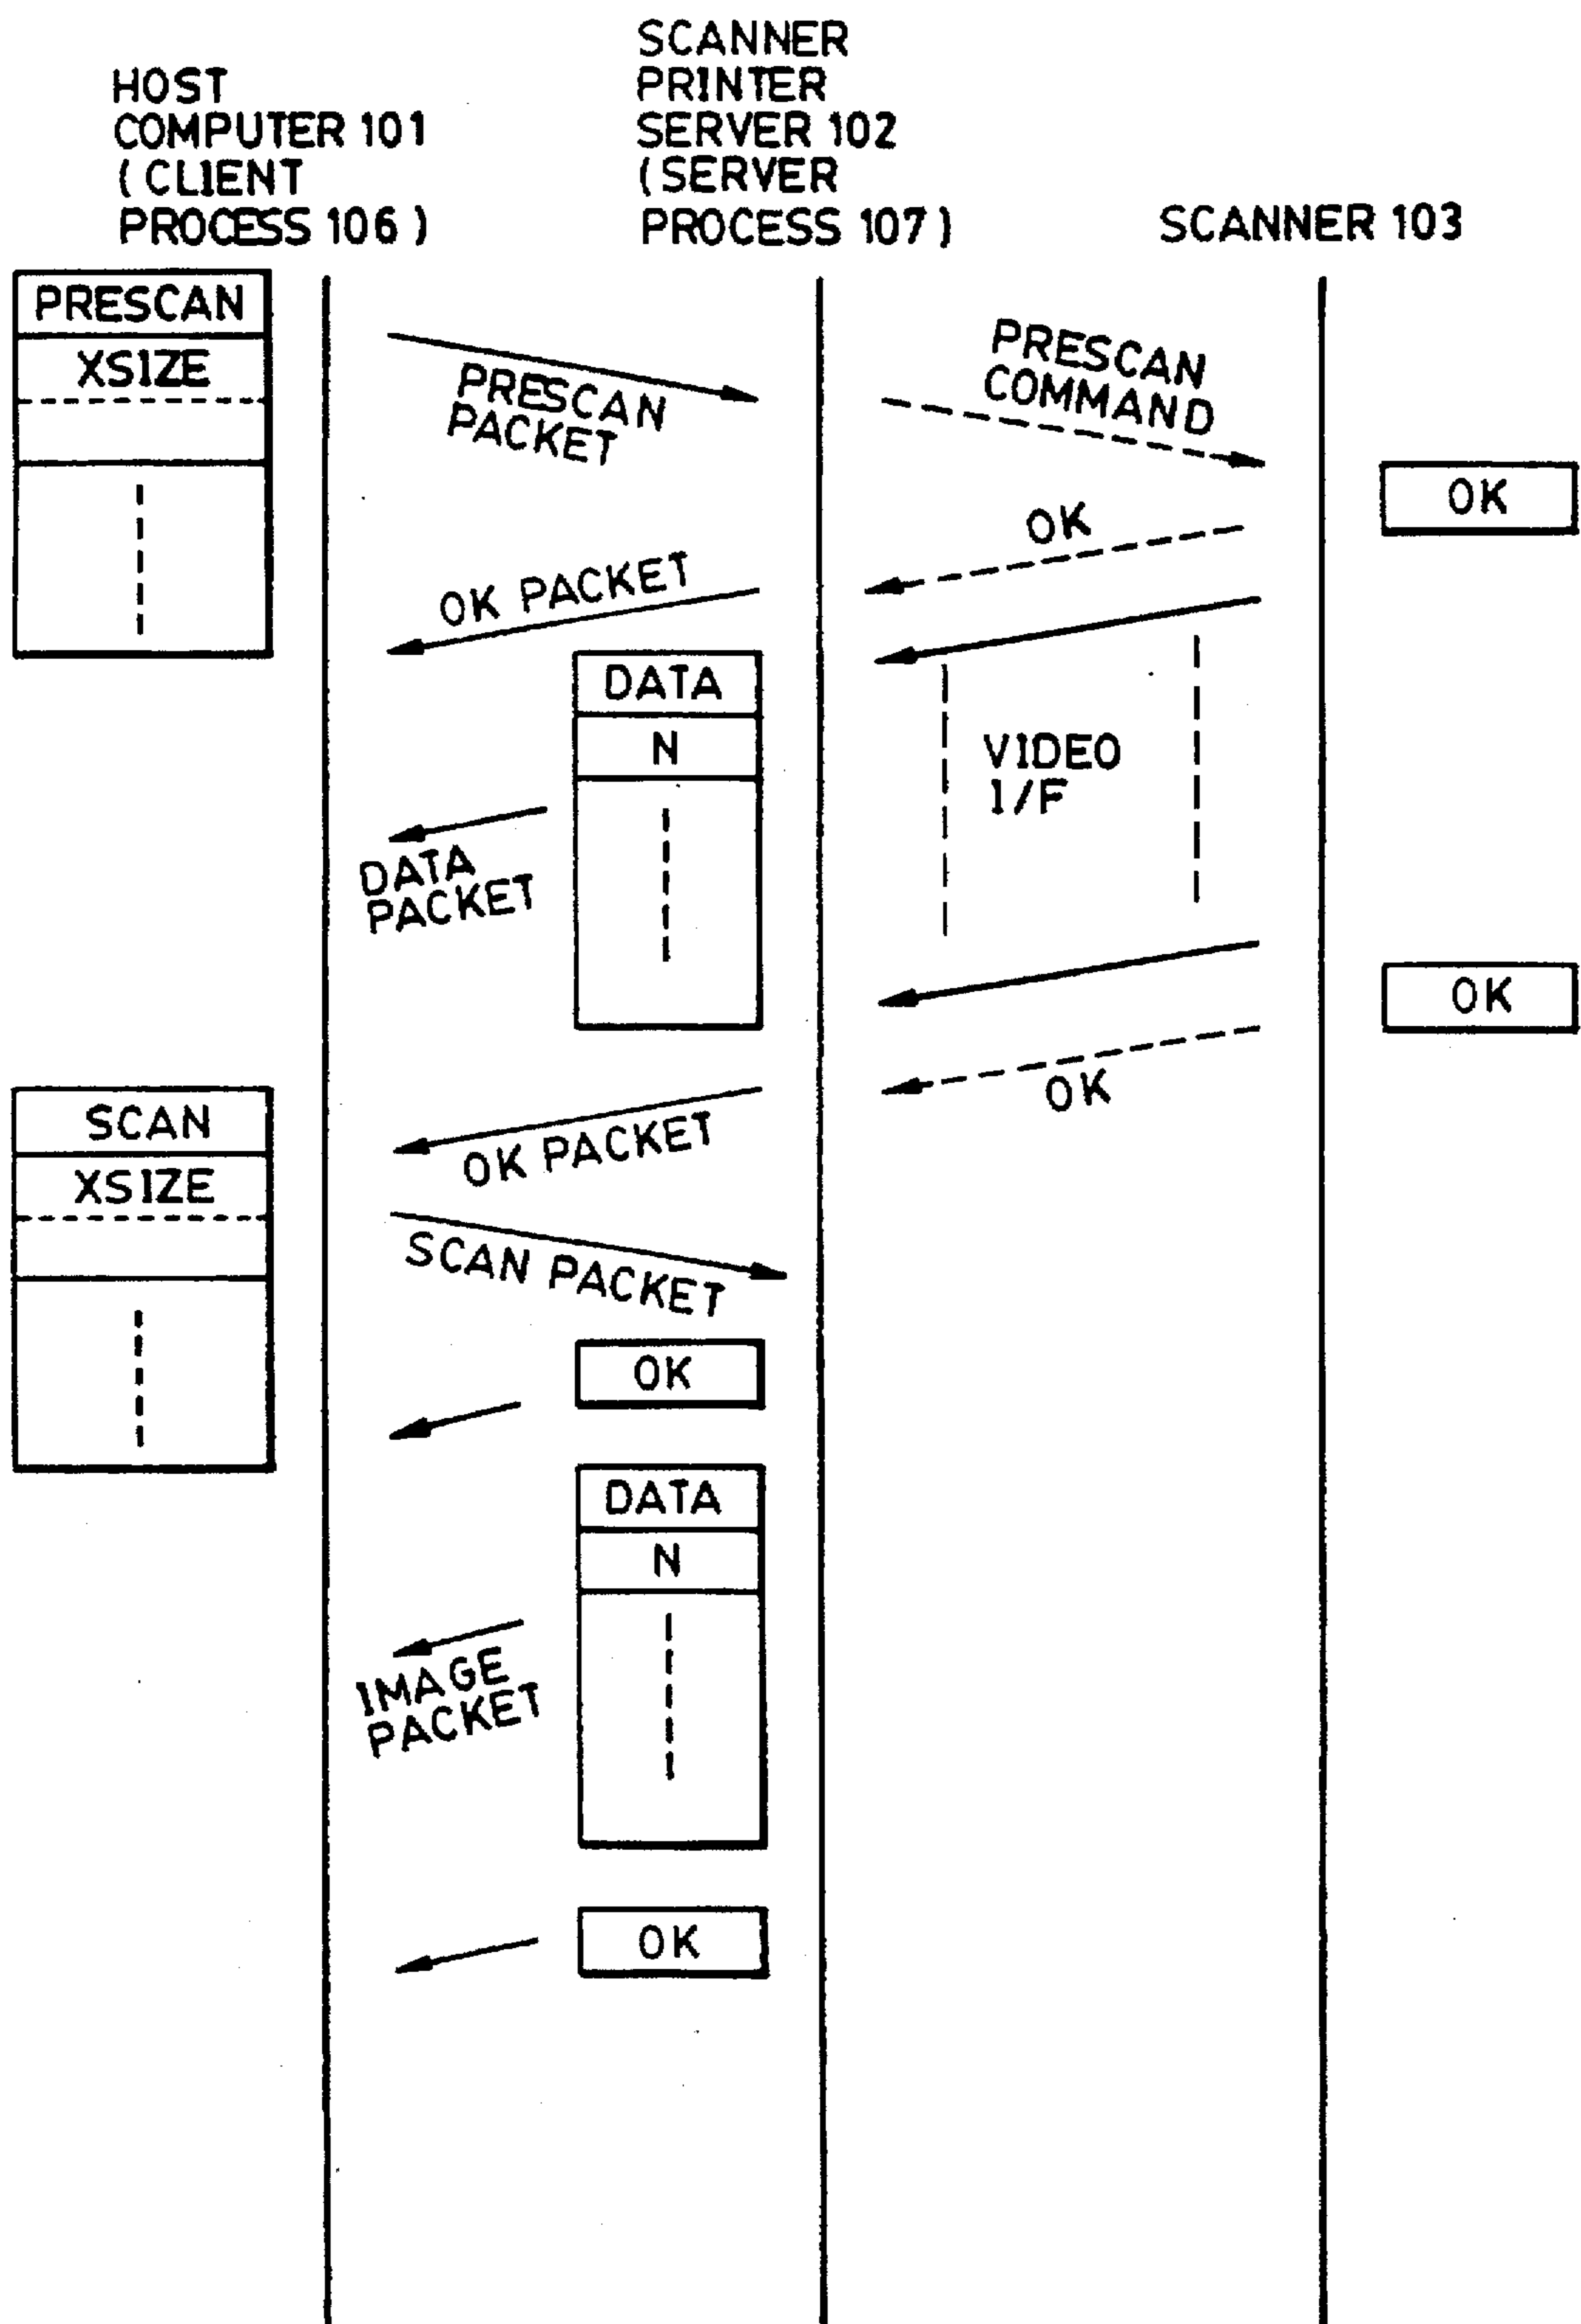 HOST
COMPUTER 101
(CLIENT
PROCESS 106)
SCANNER
PRINTER
SERVER 102
(SERVER
PROCESS 107)
SCANNER 103
PRESCAN
XSIZE
PRESCAN
PACKET
PRESCAN
COMMAND
OK
OK
OK PACKET
DATA
N
VIDEO
I/F
DATA
PACKET
OK
OK
OK PACKET
SCAN
XSIZE
SCAN PACKET
OK
DATA
N
IMAGE
PACKET
OK